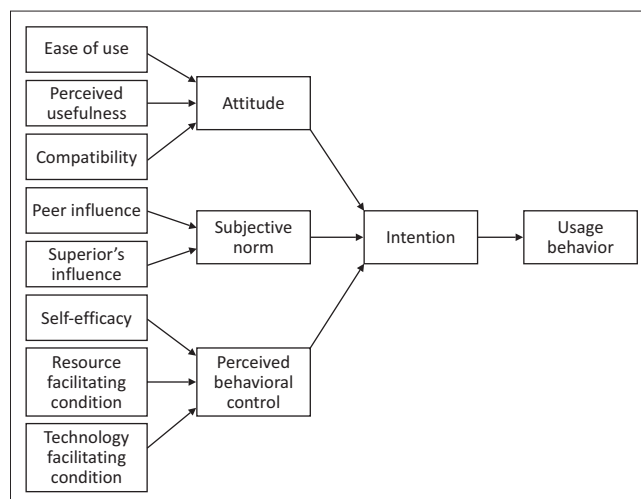 Ease of use
Perceived
usefulness
Compatibility
Peer influence
Superior's
influence
Self-efficacy
Resource
facilitating
condition
Technology
facilitating
condition
Attitude
Subjective
norm
Perceived
behavioral
control
Intention
Usage
behavior